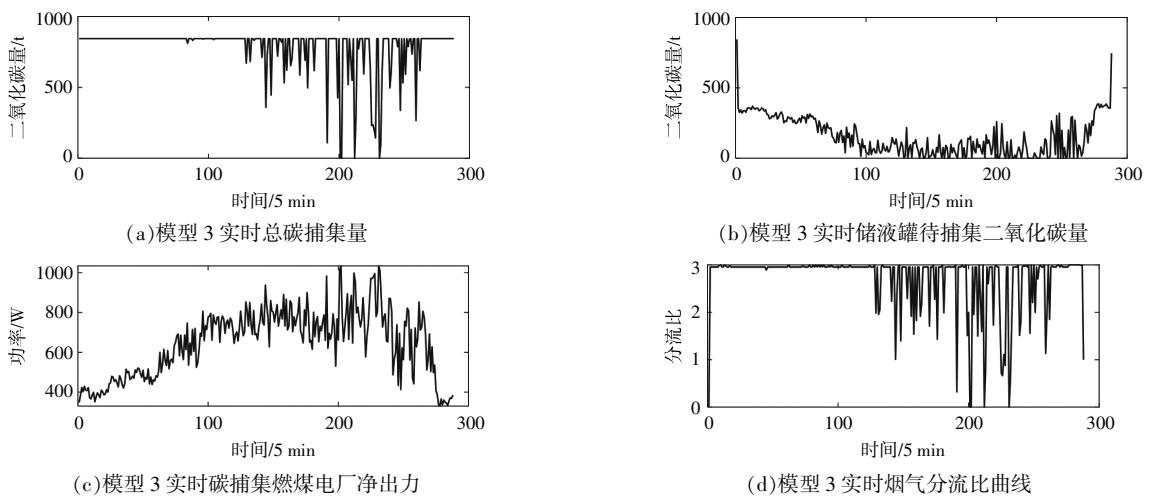 1000
500
0
二氧化碳量/t
0
100
200
300
时间/5 min
(a)模型 3 实时总碳捕集量
1000
500
0
二氧化碳量/t
0
100
200
300
时间/5 min
(b)模型 3 实时储液罐待捕集二氧化碳量
1000
800
600
400
功率/W
0
100
200
300
时间/5 min
(c)模型 3 实时碳捕集燃煤电厂净出力
3
2
1
0
分流比
0
100
200
300
时间/5 min
(d)模型 3 实时烟气分流比曲线